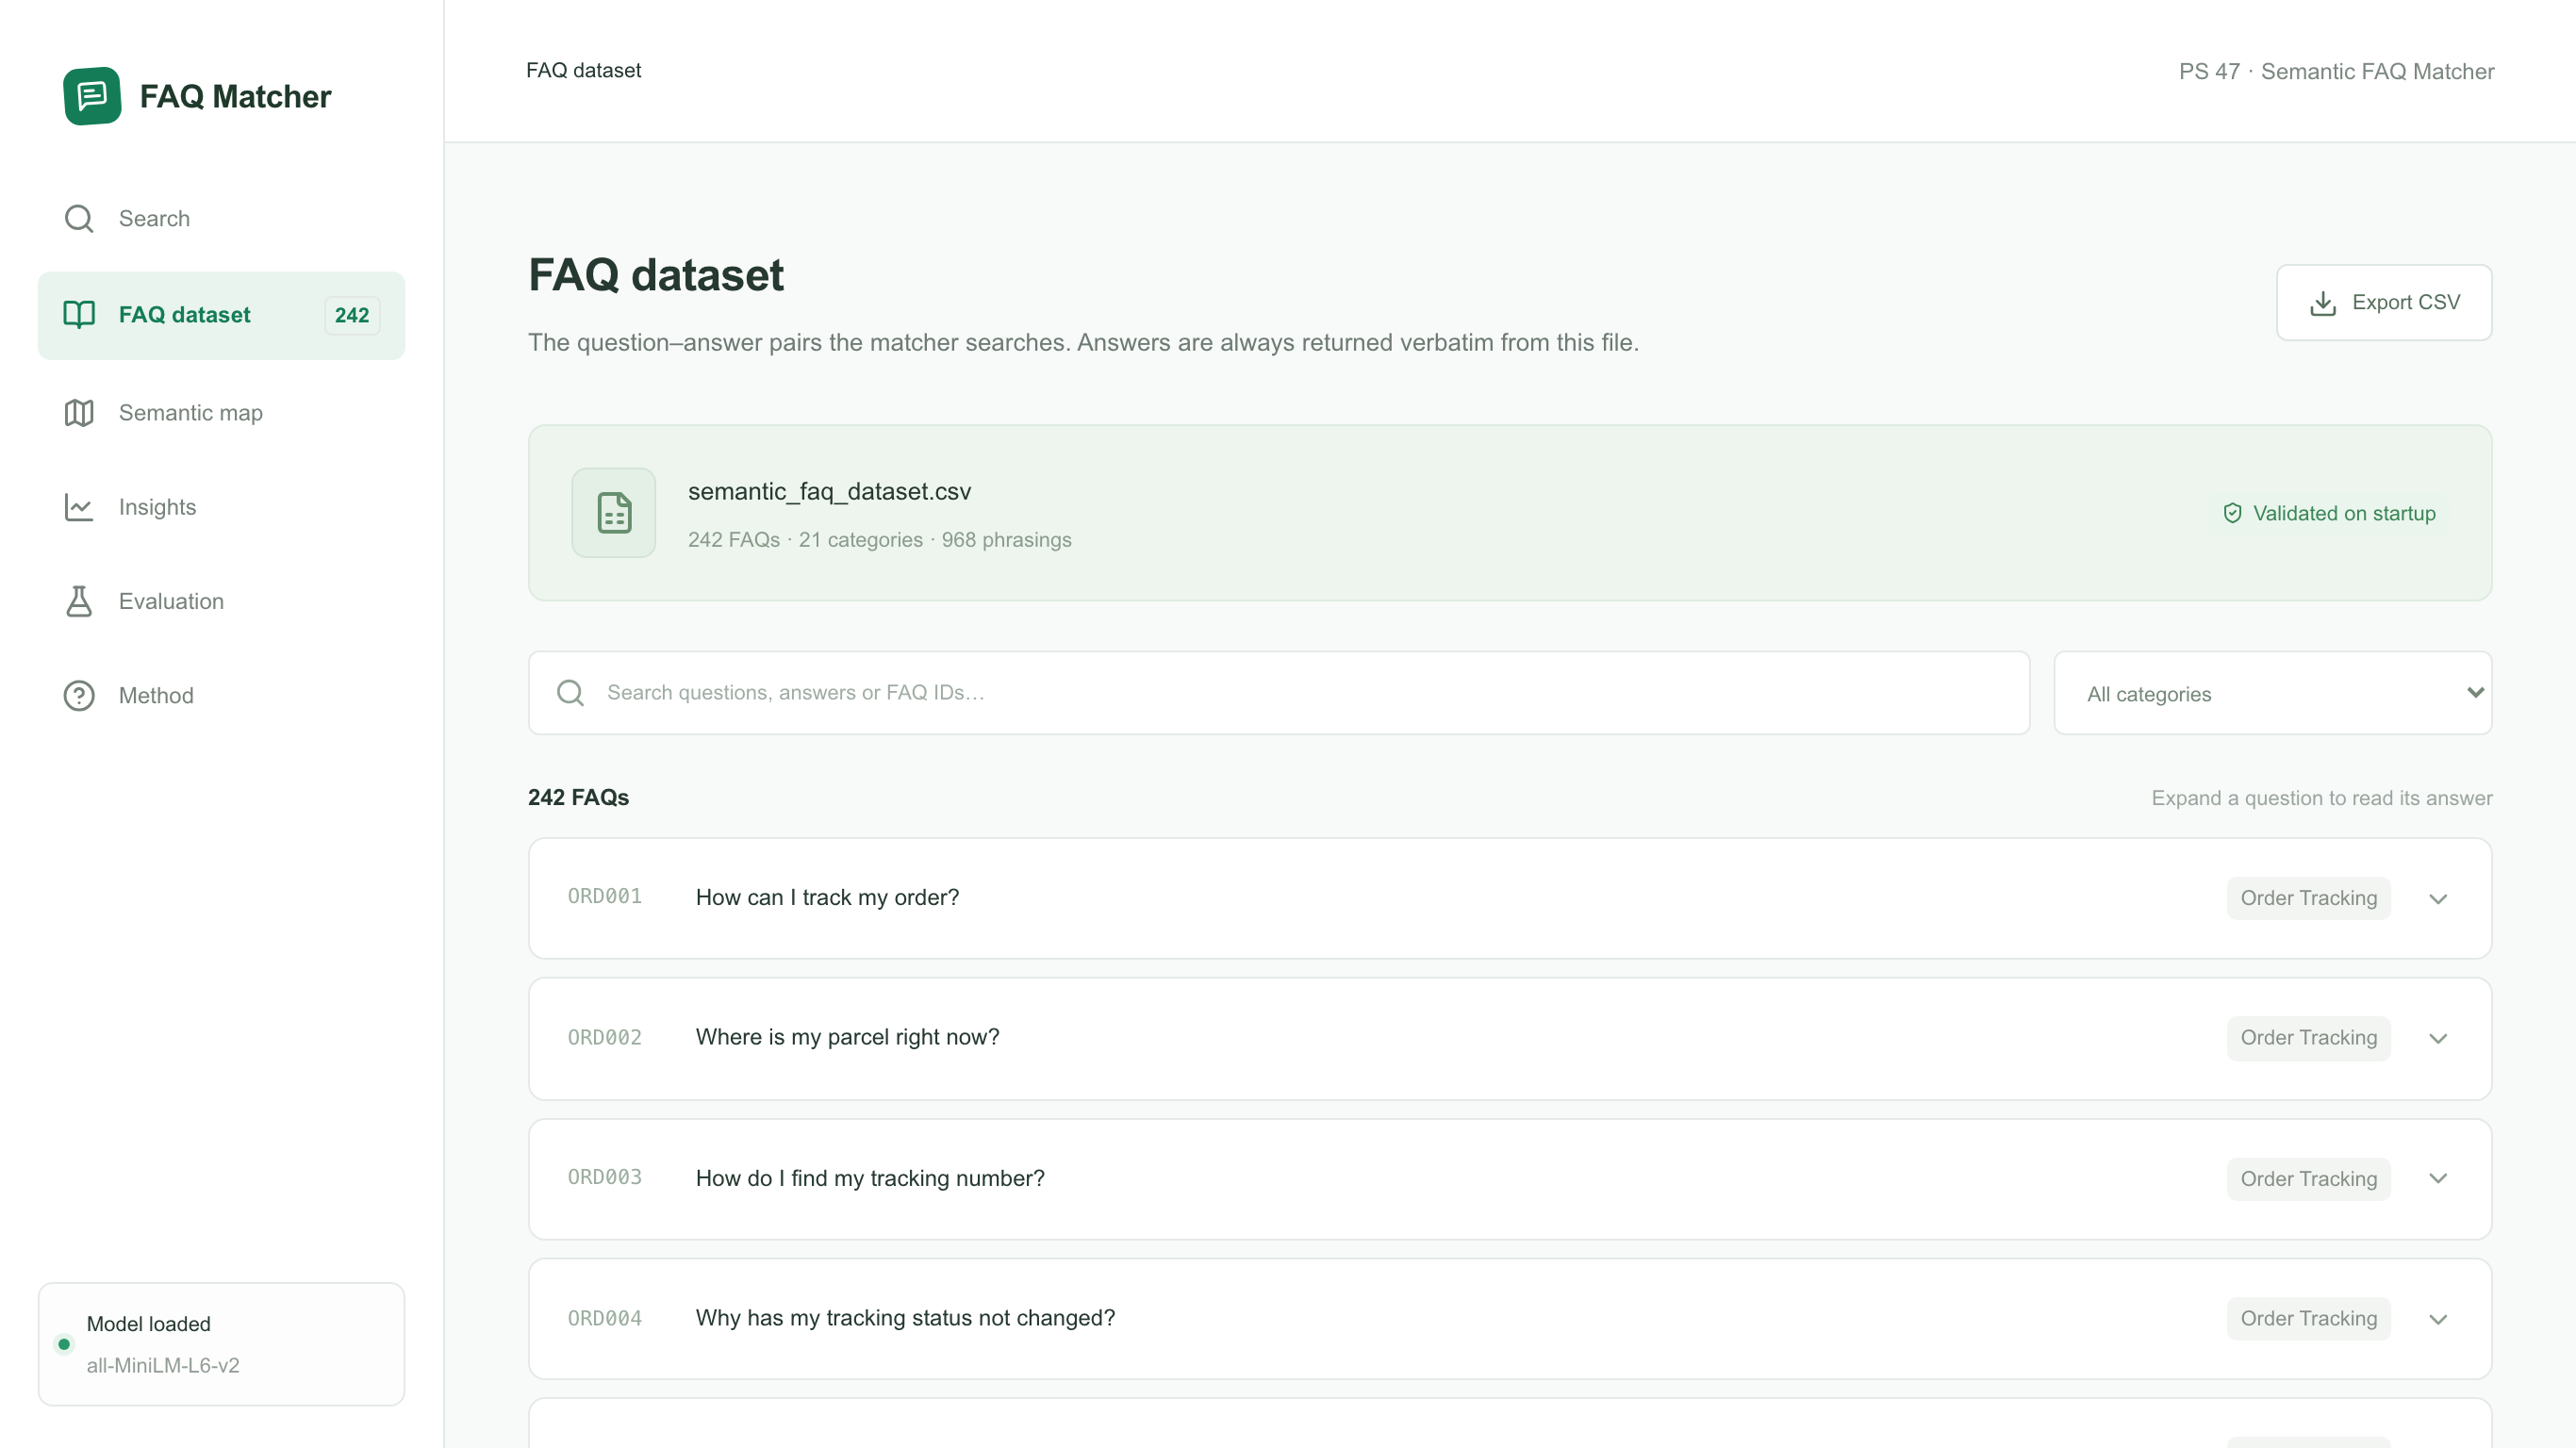 FAQ Matcher
Search
FAQ dataset 242
Semantic map
Insights
Evaluation
Method
Model loaded
all-MiniLM-L6-v2
FAQ dataset
PS 47 · Semantic FAQ Matcher
FAQ dataset
The question–answer pairs the matcher searches. Answers are always returned verbatim from this file.
Export CSV
semantic_faq_dataset.csv
242 FAQs · 21 categories · 968 phrasings
Validated on startup
Search questions, answers or FAQ IDs…
All categories
242 FAQs
Expand a question to read its answer
ORD001 How can I track my order? Order Tracking
ORD002 Where is my parcel right now? Order Tracking
ORD003 How do I find my tracking number? Order Tracking
ORD004 Why has my tracking status not changed? Order Tracking